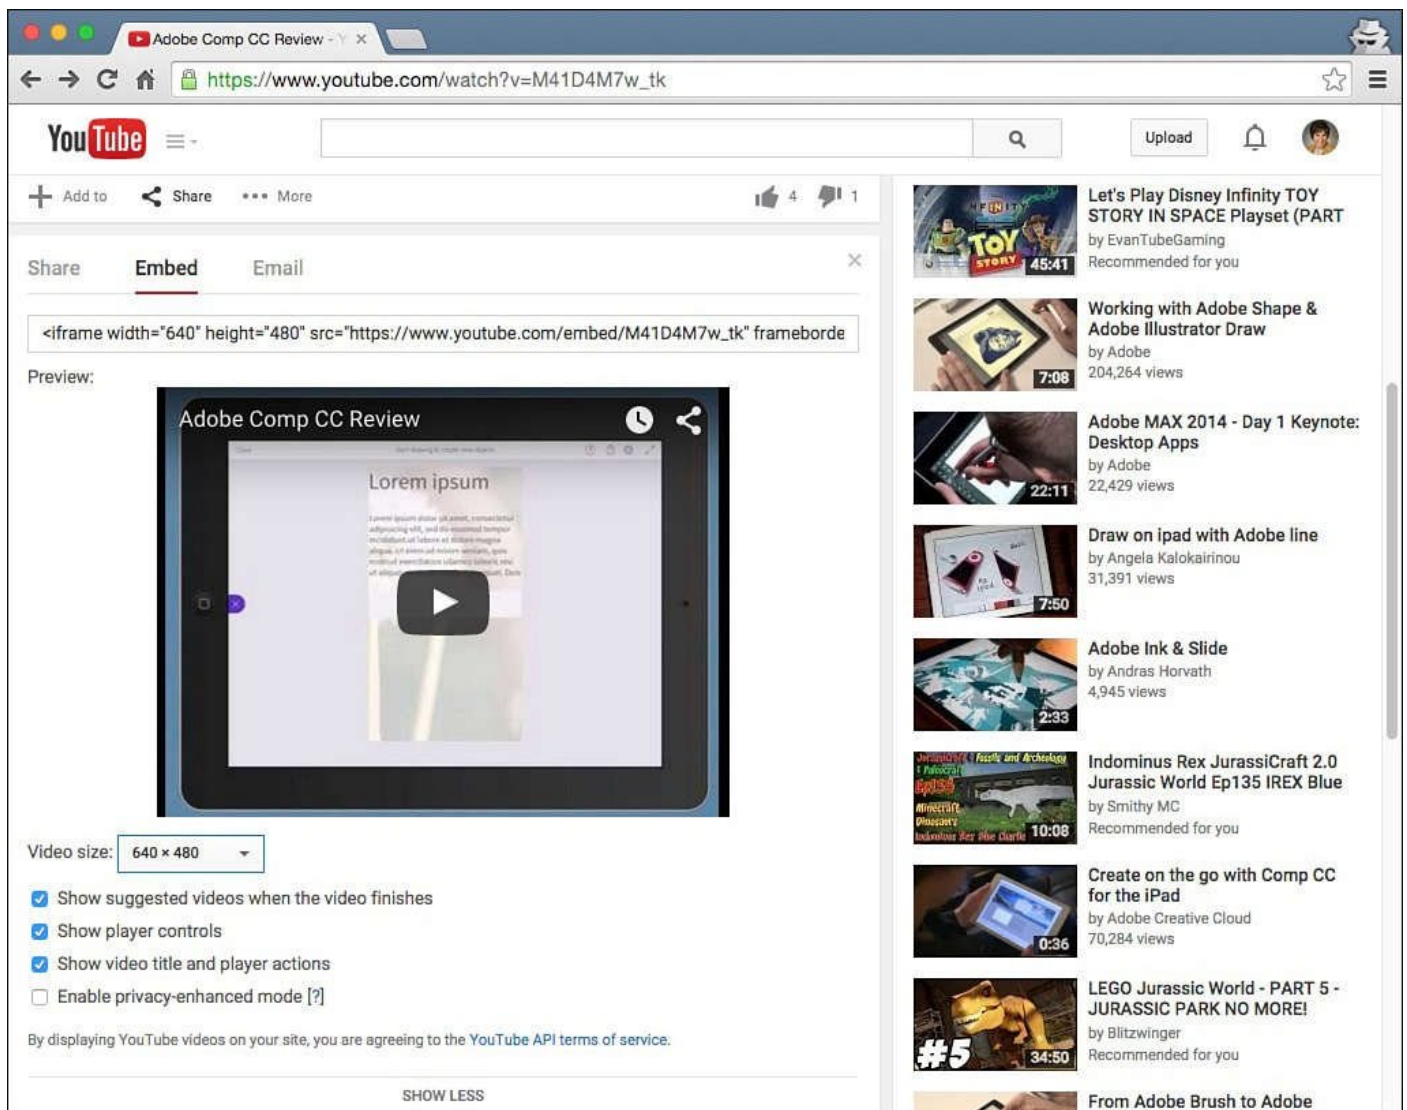 Adobe Comp CC Review - Y
https://www.youtube.com/watch?v=M41D4M7w_tk
YouTube
Upload
Add to
Share
More
4
1
Share
Embed
Email
<iframe width="640" height="480" src="https://www.youtube.com/embed/M41D4M7w_tk" frameborde
Preview:
Adobe Comp CC Review
Lorem ipsum
Video size:
640 × 480
Show suggested videos when the video finishes
Show player controls
Show video title and player actions
Enable privacy-enhanced mode [?]
By displaying YouTube videos on your site, you are agreeing to the YouTube API terms of service.
SHOW LESS
INFINITY
TOY
STORY
45:41
Let's Play Disney Infinity TOY
STORY IN SPACE Playset (PART
by EvanTubeGaming
Recommended for you
7:08
Working with Adobe Shape &
Adobe Illustrator Draw
by Adobe
204,264 views
22:11
Adobe MAX 2014 - Day 1 Keynote:
Desktop Apps
by Adobe
22,429 views
7:50
Draw on ipad with Adobe line
by Angela Kalokairinou
31,391 views
2:33
Adobe Ink & Slide
by Andras Horvath
4,945 views
Fossils and Archeology
Ep135
Minecraft
Dinosaurs
10:08
Indominus Rex JurassiCraft 2.0
Jurassic World Ep135 IREX Blue
by Smithy MC
Recommended for you
0:36
Create on the go with Comp CC
for the iPad
by Adobe Creative Cloud
70,284 views
#5
34:50
LEGO Jurassic World - PART 5 -
JURASSIC PARK NO MORE!
by Blitzwinger
Recommended for you
From Adobe Brush to Adobe